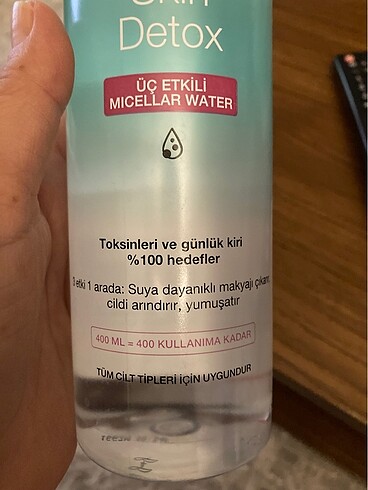 Skin
Detox
ÜÇ ETKİLİ
MICELLAR WATER
Toksinleri ve günlük kiri
%100 hedefler
3 etki 1 arada: Suya dayanıklı makyajı çıkarır,
cildi arındırır, yumuşatır
400 ML = 400 KULLANIMA KADAR
TÜM CİLT TİPLERİ İÇİN UYGUNDUR